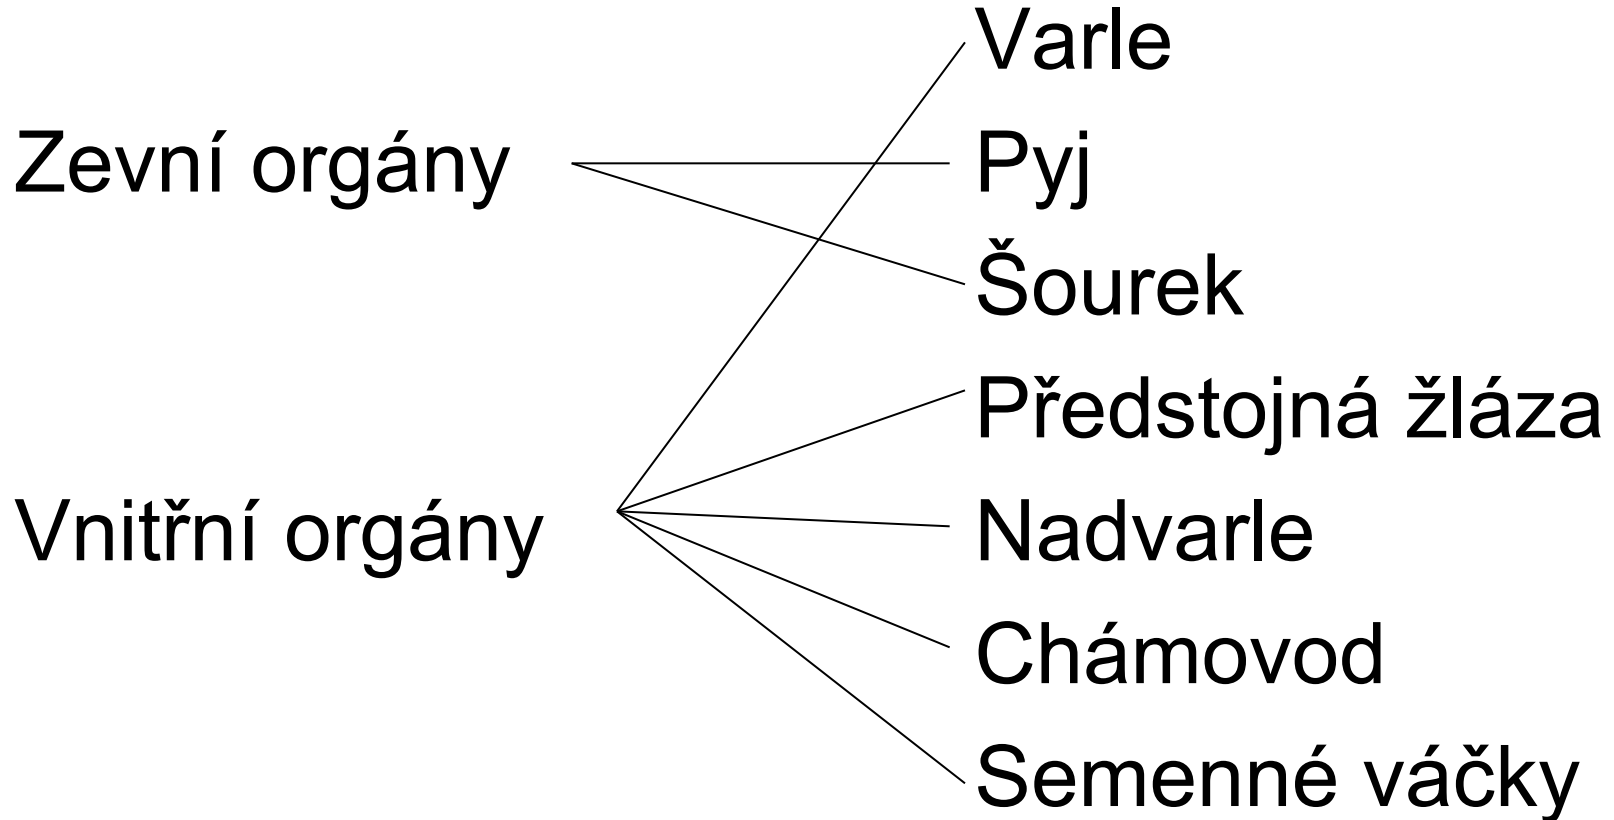 Zevní orgány
Vnitřní orgány
Varle
Pyj
Šourek
Předstojná žláza
Nadvarle
Chámovod
Semenné váčky